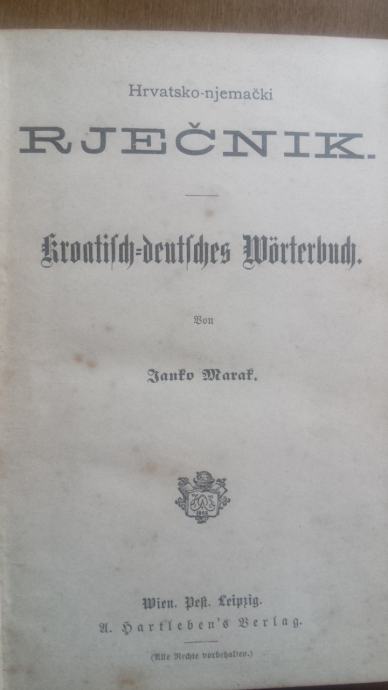 Hrvatsko-njemački
RJEČNIK.
Kroatisch-deutsches Wörterbuch.
Von
Janko Marak.
Wien. Pest. Leipzig.
A. Hartleben's Verlag.
(Alle Rechte vorbehalten.)